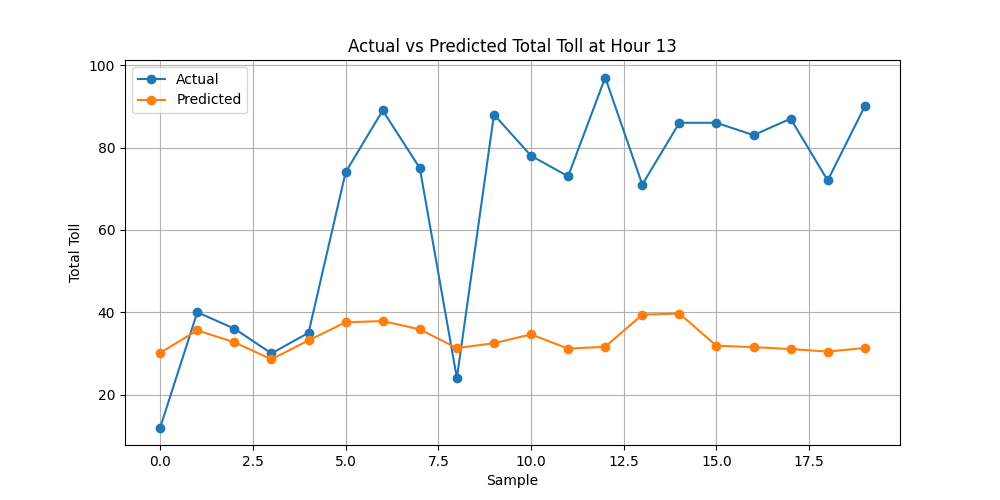 Actual vs Predicted Total Toll at Hour 13
Actual
Predicted
100
80
60
40
20
Total Toll
0.0 2.5 5.0 7.5 10.0 12.5 15.0 17.5
Sample